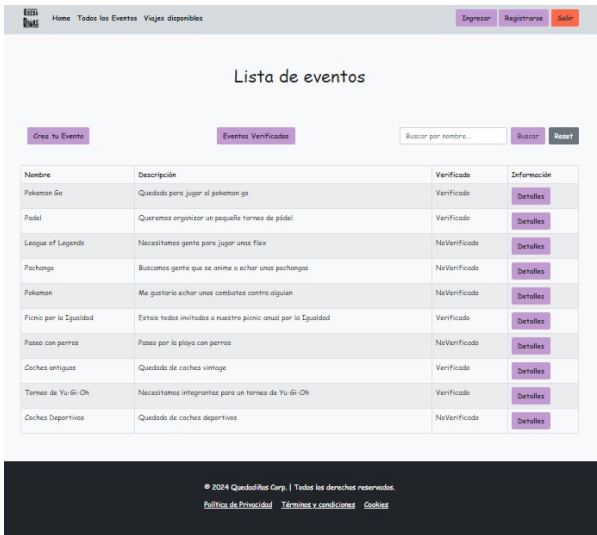 QUEDA
DIÑAS
Home Todos los Eventos Viajes disponibles Ingresar Registrarse Salir
Lista de eventos
Crea tu Evento Eventos Verificados Buscar por nombre... Buscar Reset
Nombre Descripción Verificado Información
Pokemon Go Quedada para jugar al pokemon go Verificado Detalles
Padel Queremos organizar un pequeño torneo de pádel Verificado Detalles
League of Legends Necesitamos gente para jugar unas flex NoVerificado Detalles
Pachanga Buscamos gente que se anime a echar unas pachangas NoVerificado Detalles
Pokemon Me gustaria echar unos combates contra alguien NoVerificado Detalles
Picnic por la Igualdad Estais todos invitados a nuestro picnic anual por la Igualdad Verificado Detalles
Paseo con perros Paseo por la playa con perros NoVerificado Detalles
Coches antiguos Quedada de coches vintage Verificado Detalles
Torneo de Yu-Gi-Oh Necesitamos integrantes para un torneo de Yu-Gi-Oh Verificado Detalles
Coches Deportivos Quedada de coches deportivos NoVerificado Detalles
© 2024 Quedadiñas Corp. | Todos los derechos reservados.
Política de Privacidad Términos y condiciones Cookies